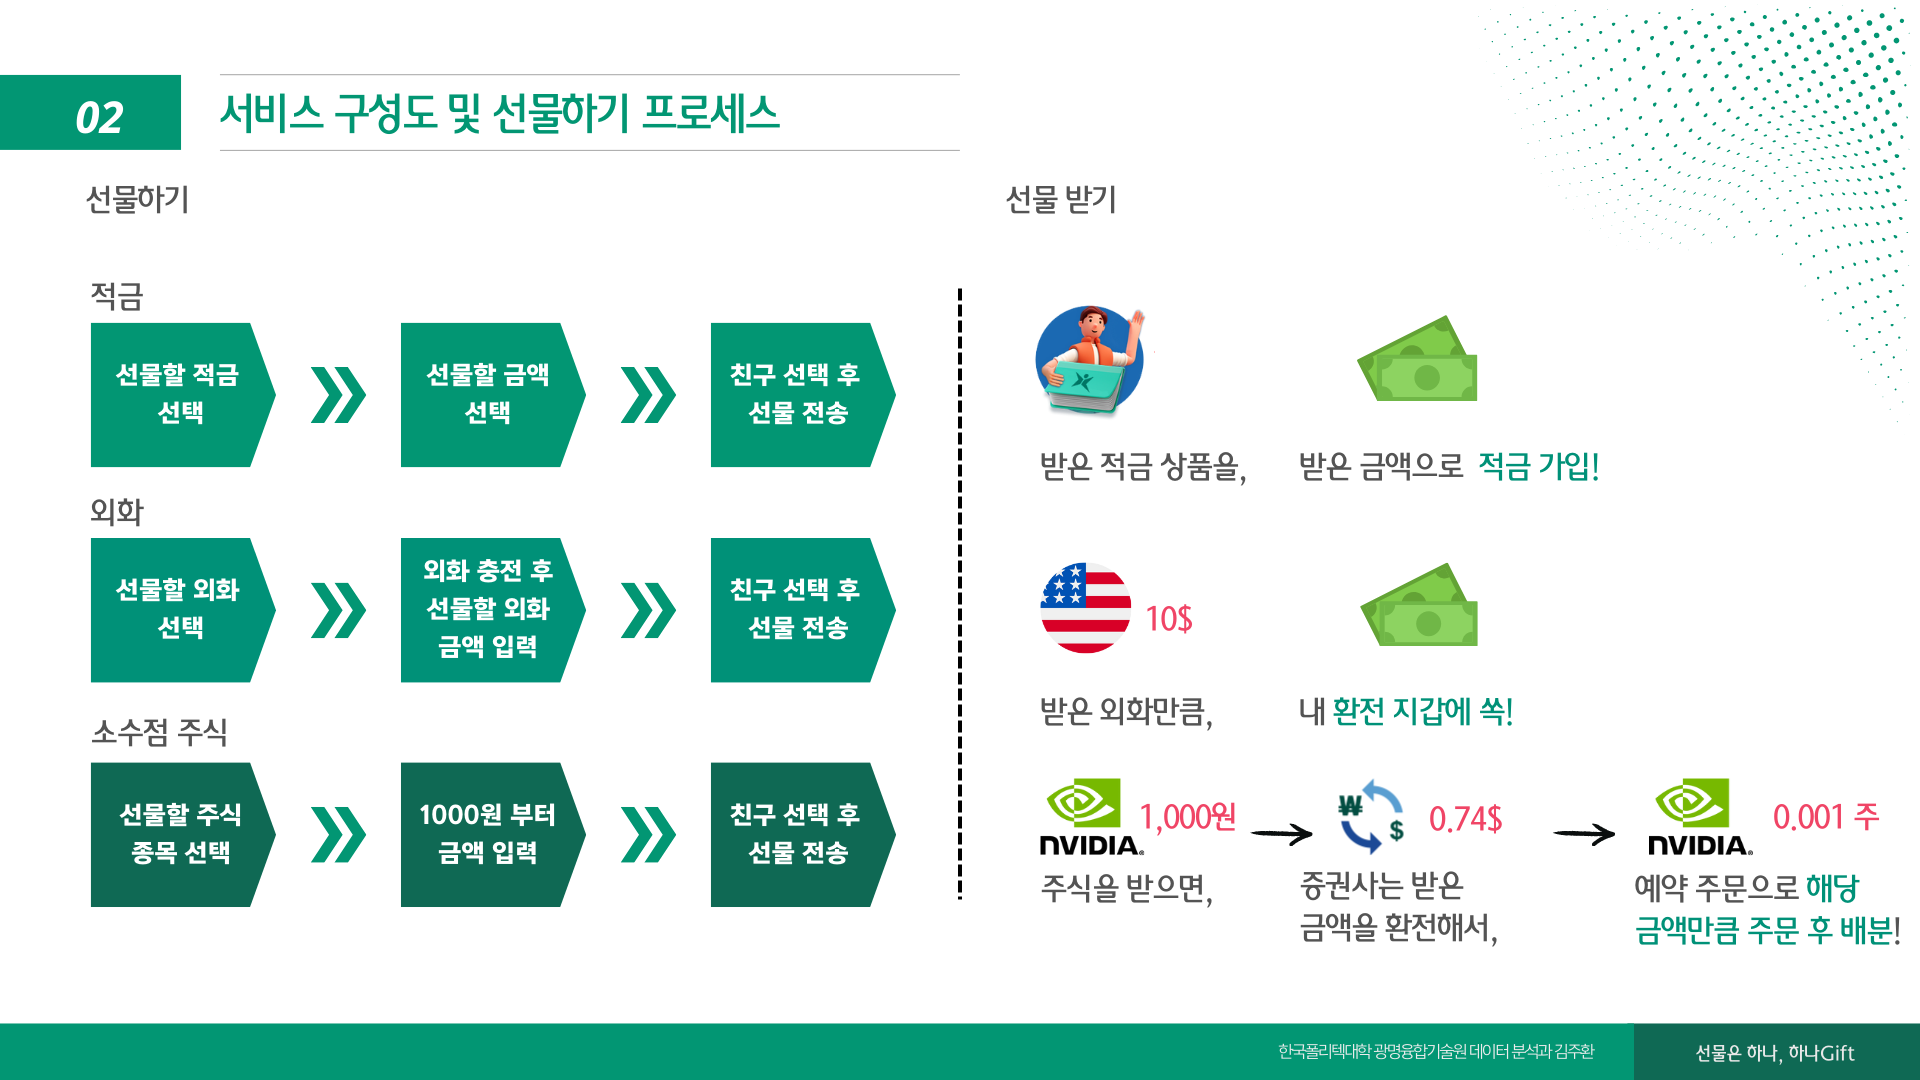 02
서비스 구성도 및 선물하기 프로세스
선물하기
적금
선물할 적금
선택
선물할 금액
선택
친구 선택 후
선물 전송
외화
선물할 외화
선택
외화 충전 후
선물할 외화
금액 입력
친구 선택 후
선물 전송
소수점 주식
선물할 주식
종목 선택
1000원 부터
금액 입력
친구 선택 후
선물 전송
선물 받기
받은 적금 상품을,
받은 금액으로 적금 가입!
10$
받은 외화만큼,
내 환전 지갑에 쏙!
NVIDIA.
1,000원
주식을 받으면,
₩
$
0.74$
증권사는 받은
금액을 환전해서,
NVIDIA.
0.001 주
예약 주문으로 해당
금액만큼 주문 후 배분!
한국폴리텍대학 광명융합기술원 데이터 분석과 김주환
선물은 하나, 하나Gift